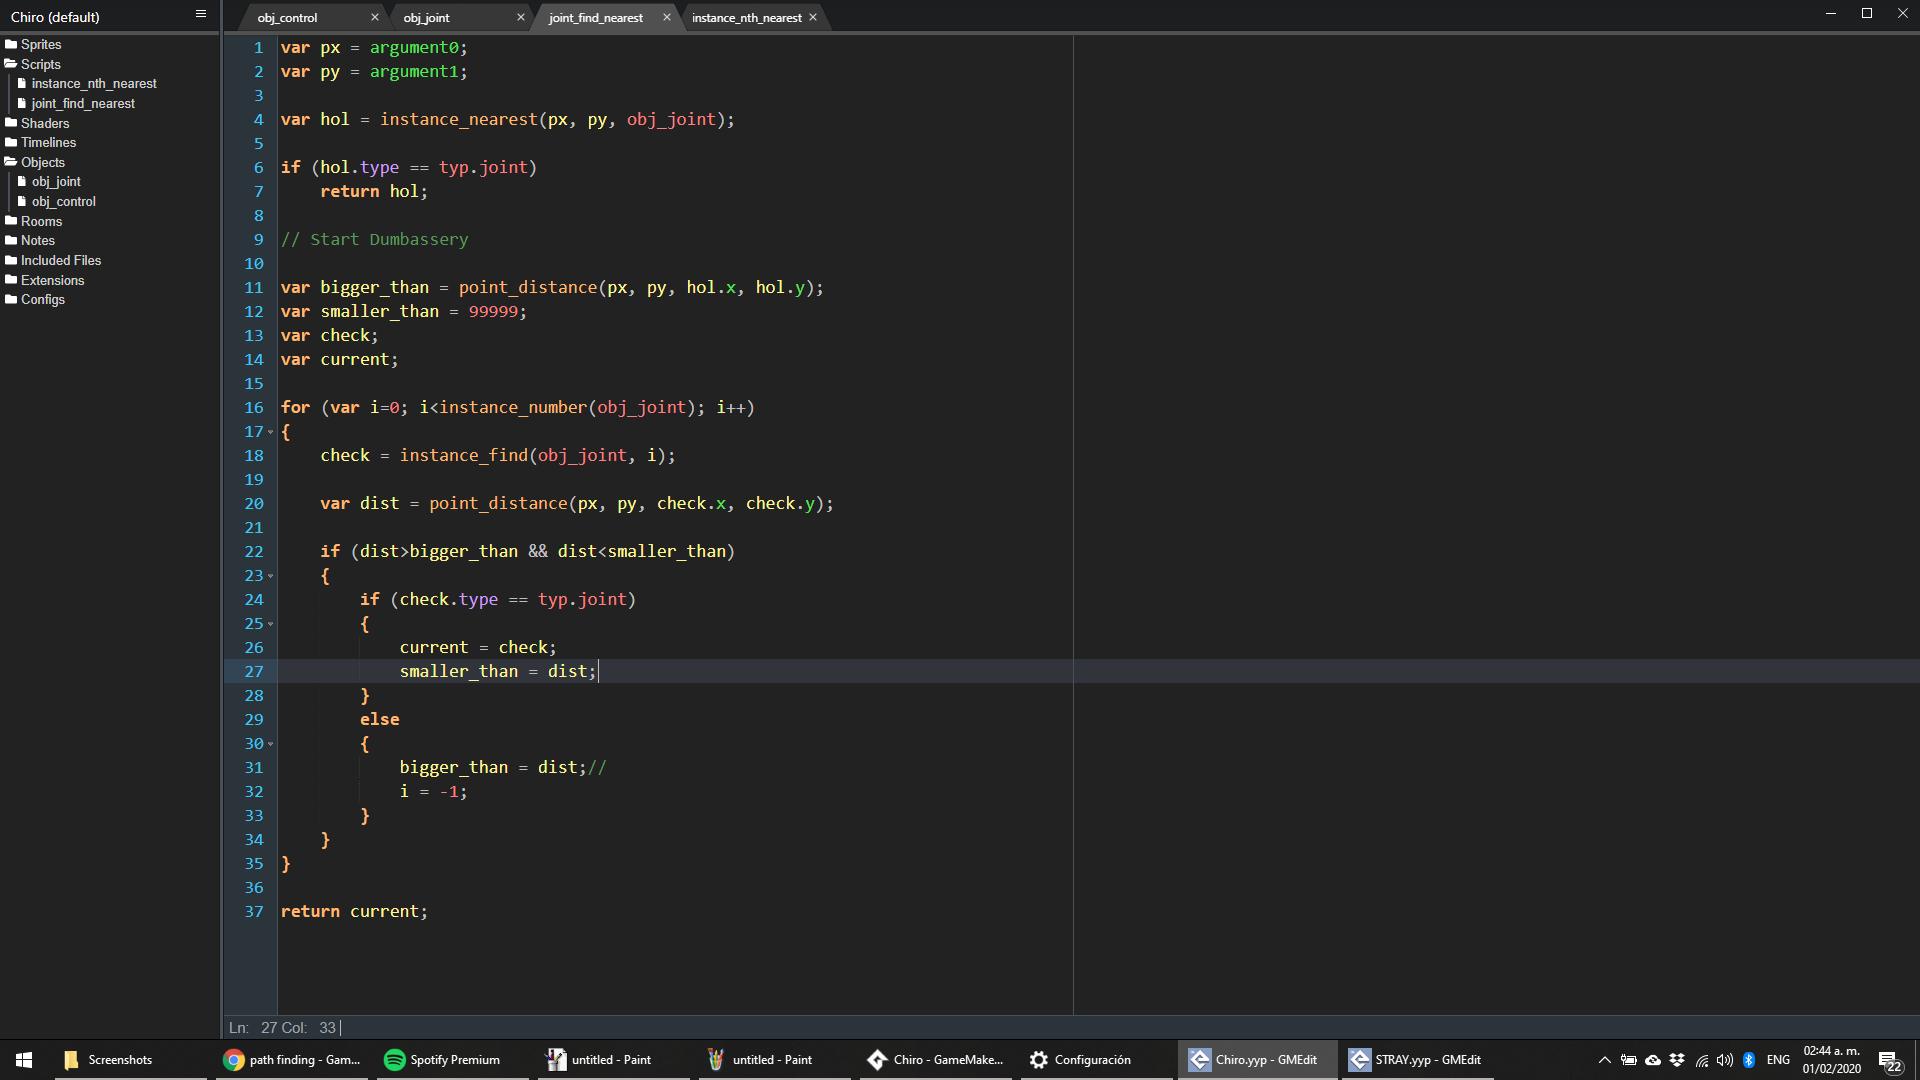 Chiro (default)
obj_control
obj_joint
joint_find_nearest
instance_nth_nearest
Sprites
Scripts
instance_nth_nearest
joint_find_nearest
Shaders
Timelines
Objects
obj_joint
obj_control
Rooms
Notes
Included Files
Extensions
Configs
1 var px = argument0;
2 var py = argument1;
3
4 var hol = instance_nearest(px, py, obj_joint);
5
6 if (hol.type == typ.joint)
7 return hol;
8
9 // Start Dumbassery
10
11 var bigger_than = point_distance(px, py, hol.x, hol.y);
12 var smaller_than = 99999;
13 var check;
14 var current;
15
16 for (var i=0; i<instance_number(obj_joint); i++)
17 {
18 check = instance_find(obj_joint, i);
19
20 var dist = point_distance(px, py, check.x, check.y);
21
22 if (dist>bigger_than && dist<smaller_than)
23 {
24 if (check.type == typ.joint)
25 {
26 current = check;
27 smaller_than = dist;
28 }
29 else
30 {
31 bigger_than = dist;//
32 i = -1;
33 }
34 }
35 }
36
37 return current;
Ln: 27 Col: 33
Screenshots
path finding - Gam...
Spotify Premium
untitled - Paint
untitled - Paint
Chiro - GameMake...
Configuración
Chiro.yyp - GMEdit
STRAY.yyp - GMEdit
ENG
02:44 a. m.
01/02/2020
22